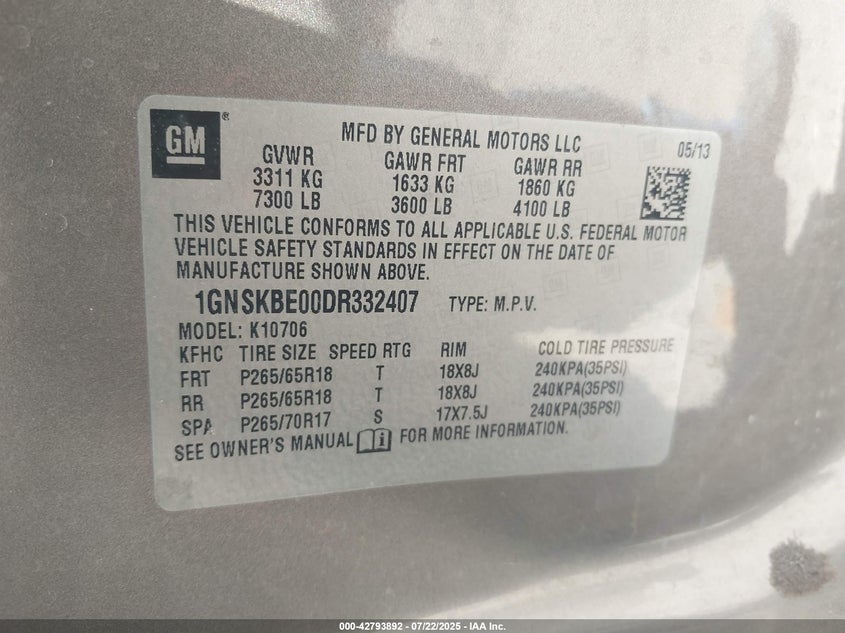 GM ®
MFD BY GENERAL MOTORS LLC 05/13
GVWR GAWR FRT GAWR RR
3311 KG 1633 KG 1860 KG
7300 LB 3600 LB 4100 LB
THIS VEHICLE CONFORMS TO ALL APPLICABLE U.S. FEDERAL MOTOR
VEHICLE SAFETY STANDARDS IN EFFECT ON THE DATE OF
MANUFACTURE SHOWN ABOVE.
1GNSKBE00DR332407 TYPE: M.P.V.
MODEL: K10706
KFHC TIRE SIZE SPEED RTG RIM COLD TIRE PRESSURE
FRT P265/65R18 T 18X8J 240KPA(35PSI)
RR P265/65R18 T 18X8J 240KPA(35PSI)
SPA P265/70R17 S 17X7.5J 240KPA(35PSI)
SEE OWNER'S MANUAL FOR MORE INFORMATION.
000-42793892 - 07/22/2025 - IAA Inc.